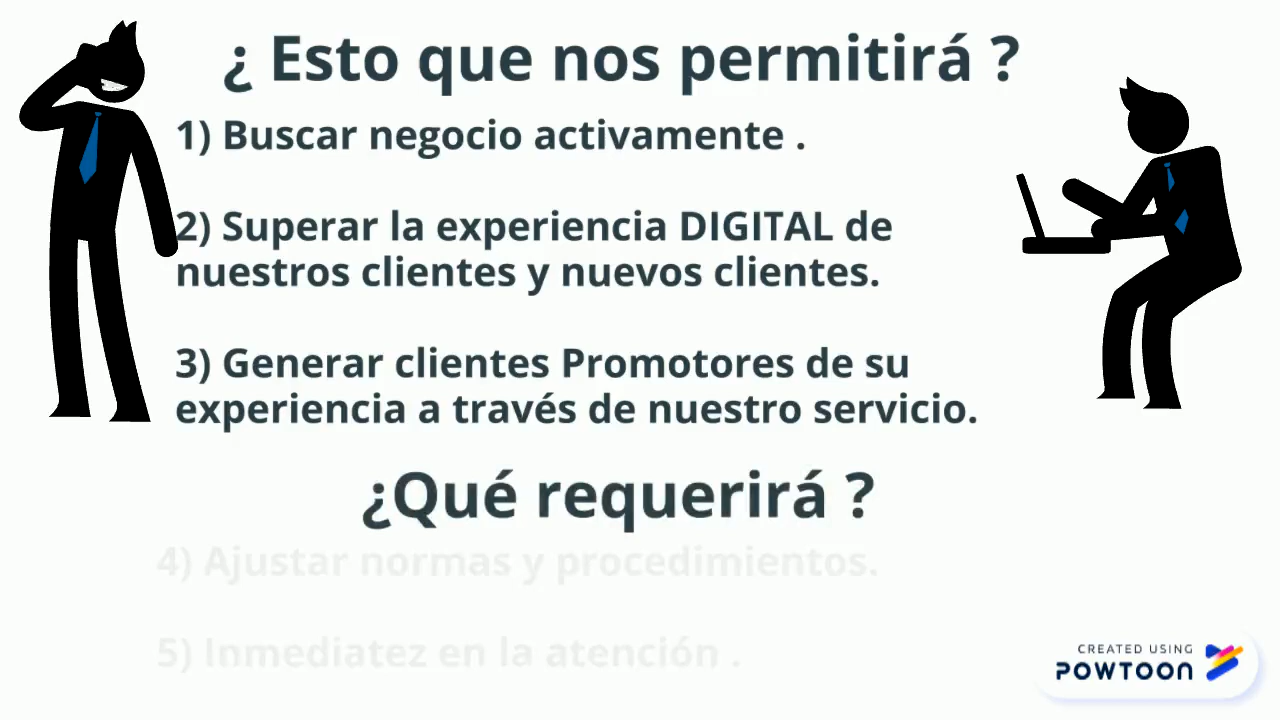 ¿ Esto que nos permitirá ?
1) Buscar negocio activamente .
2) Superar la experiencia DIGITAL de
nuestros clientes y nuevos clientes.
3) Generar clientes Promotores de su
experiencia a través de nuestro servicio.
¿Qué requerirá ?
4) Ajustar normas y procedimientos.
5) Inmediatez en la atención .
CREATED USING
POWTOON